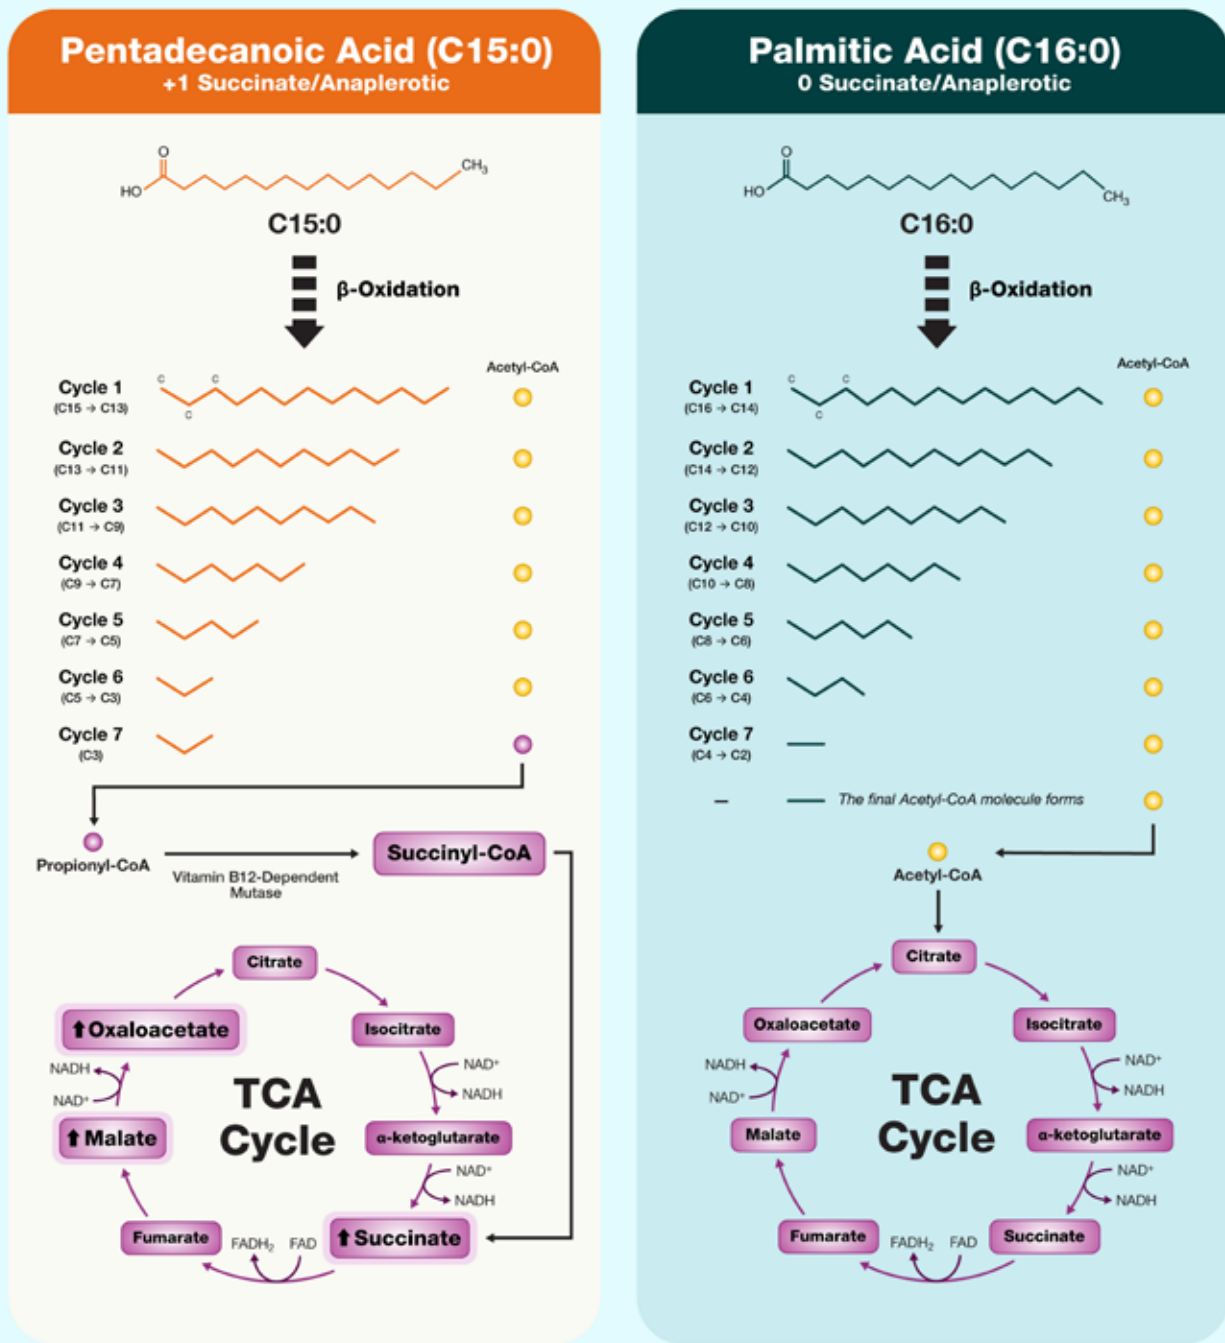 Pentadecanoic Acid (C15:0)
+1 Succinate/Anaplerotic
O
HO
CH₃
C15:0
β-Oxidation
Acetyl-CoA
Cycle 1
(C15 → C13)
C
C
C
Cycle 2
(C13 → C11)
Cycle 3
(C11 → C9)
Cycle 4
(C9 → C7)
Cycle 5
(C7 → C5)
Cycle 6
(C5 → C3)
Cycle 7
(C3)
Propionyl-CoA
Vitamin B12-Dependent
Mutase
Succinyl-CoA
Citrate
Isocitrate
NAD⁺
NADH
α-ketoglutarate
NAD⁺
NADH
⬆Succinate
FAD
FADH₂
Fumarate
⬆Malate
NAD⁺
NADH
⬆Oxaloacetate
TCA
Cycle
Palmitic Acid (C16:0)
0 Succinate/Anaplerotic
O
HO
CH₃
C16:0
β-Oxidation
Acetyl-CoA
Cycle 1
(C16 → C14)
C
C
C
Cycle 2
(C14 → C12)
Cycle 3
(C12 → C10)
Cycle 4
(C10 → C8)
Cycle 5
(C8 → C6)
Cycle 6
(C6 → C4)
Cycle 7
(C4 → C2)
– The final Acetyl-CoA molecule forms
Acetyl-CoA
Citrate
Isocitrate
NAD⁺
NADH
α-ketoglutarate
NAD⁺
NADH
Succinate
FAD
FADH₂
Fumarate
Malate
NAD⁺
NADH
Oxaloacetate
TCA
Cycle